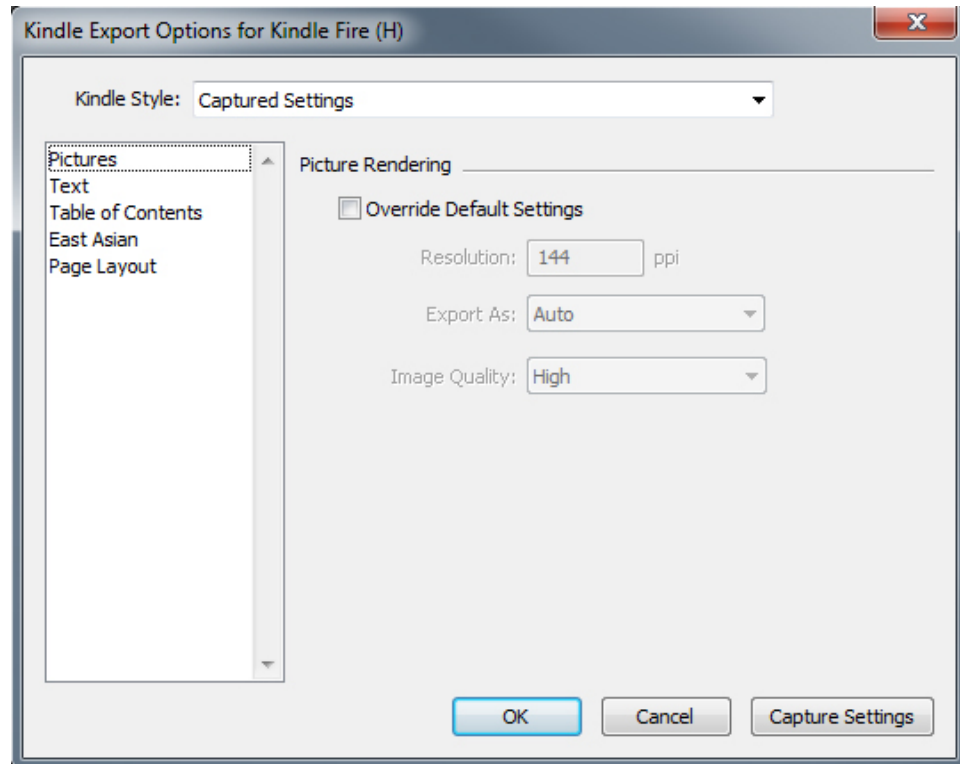 Kindle Export Options for Kindle Fire (H)
Kindle Style: Captured Settings
Pictures
Text
Table of Contents
East Asian
Page Layout
Picture Rendering
Override Default Settings
Resolution: 144 ppi
Export As: Auto
Image Quality: High
OK Cancel Capture Settings